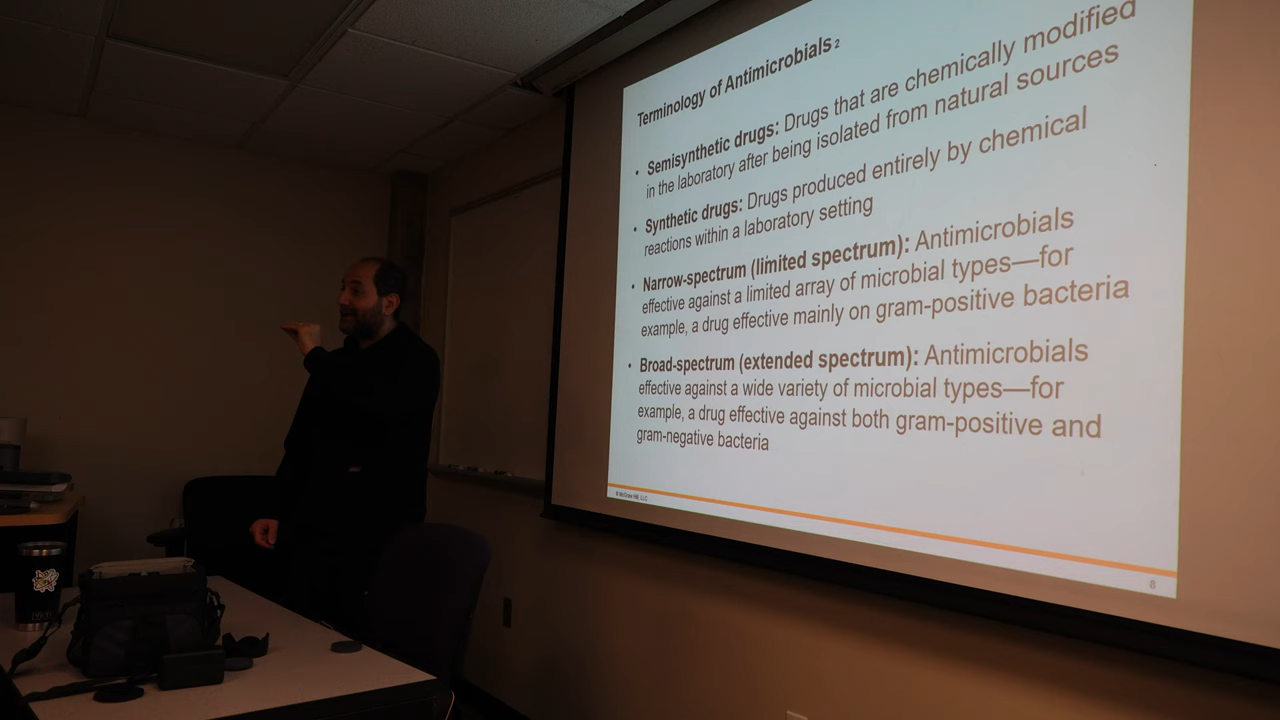 Terminology of Antimicrobials 2
• Semisynthetic drugs: Drugs that are chemically modified
in the laboratory after being isolated from natural sources
• Synthetic drugs: Drugs produced entirely by chemical
reactions within a laboratory setting
• Narrow-spectrum (limited spectrum): Antimicrobials
effective against a limited array of microbial types—for
example, a drug effective mainly on gram-positive bacteria
• Broad-spectrum (extended spectrum): Antimicrobials
effective against a wide variety of microbial types—for
example, a drug effective against both gram-positive and
gram-negative bacteria
© McGraw Hill, LLC
8